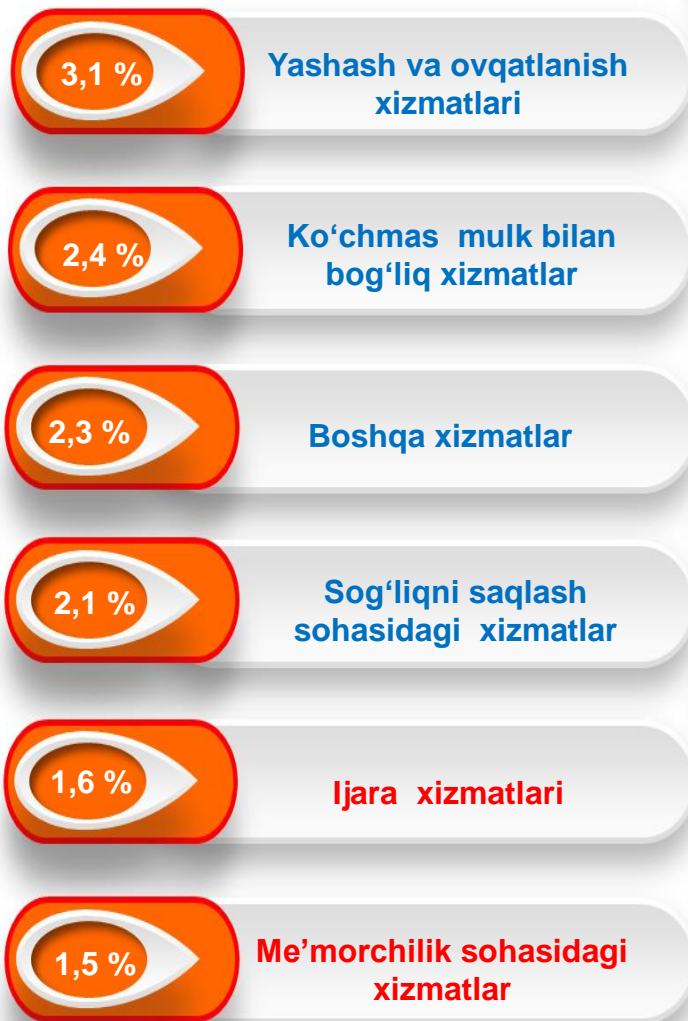 3,1 %
Yashash va ovqatlanish
xizmatlari
2,4 %
Ko‘chmas mulk bilan
bog‘liq xizmatlar
2,3 %
Boshqa xizmatlar
2,1 %
Sog‘liqni saqlash
sohasidagi xizmatlar
1,6 %
Ijara xizmatlari
1,5 %
Me’morchilik sohasidagi
xizmatlar